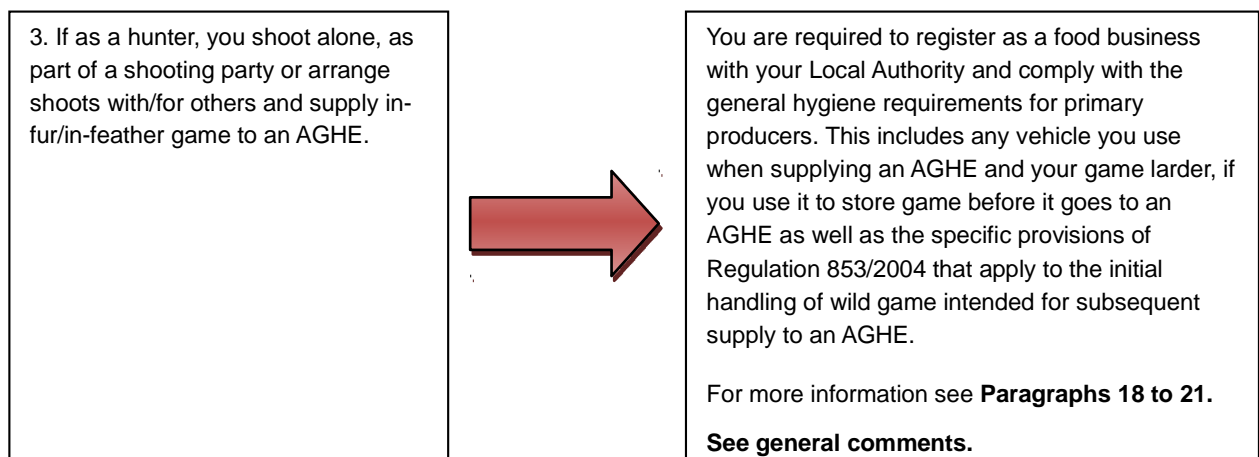 3. If as a hunter, you shoot alone, as
part of a shooting party or arrange
shoots with/for others and supply in-
fur/in-feather game to an AGHE.
You are required to register as a food business
with your Local Authority and comply with the
general hygiene requirements for primary
producers. This includes any vehicle you use
when supplying an AGHE and your game larder, if
you use it to store game before it goes to an
AGHE as well as the specific provisions of
Regulation 853/2004 that apply to the initial
handling of wild game intended for subsequent
supply to an AGHE.
For more information see Paragraphs 18 to 21.
See general comments.